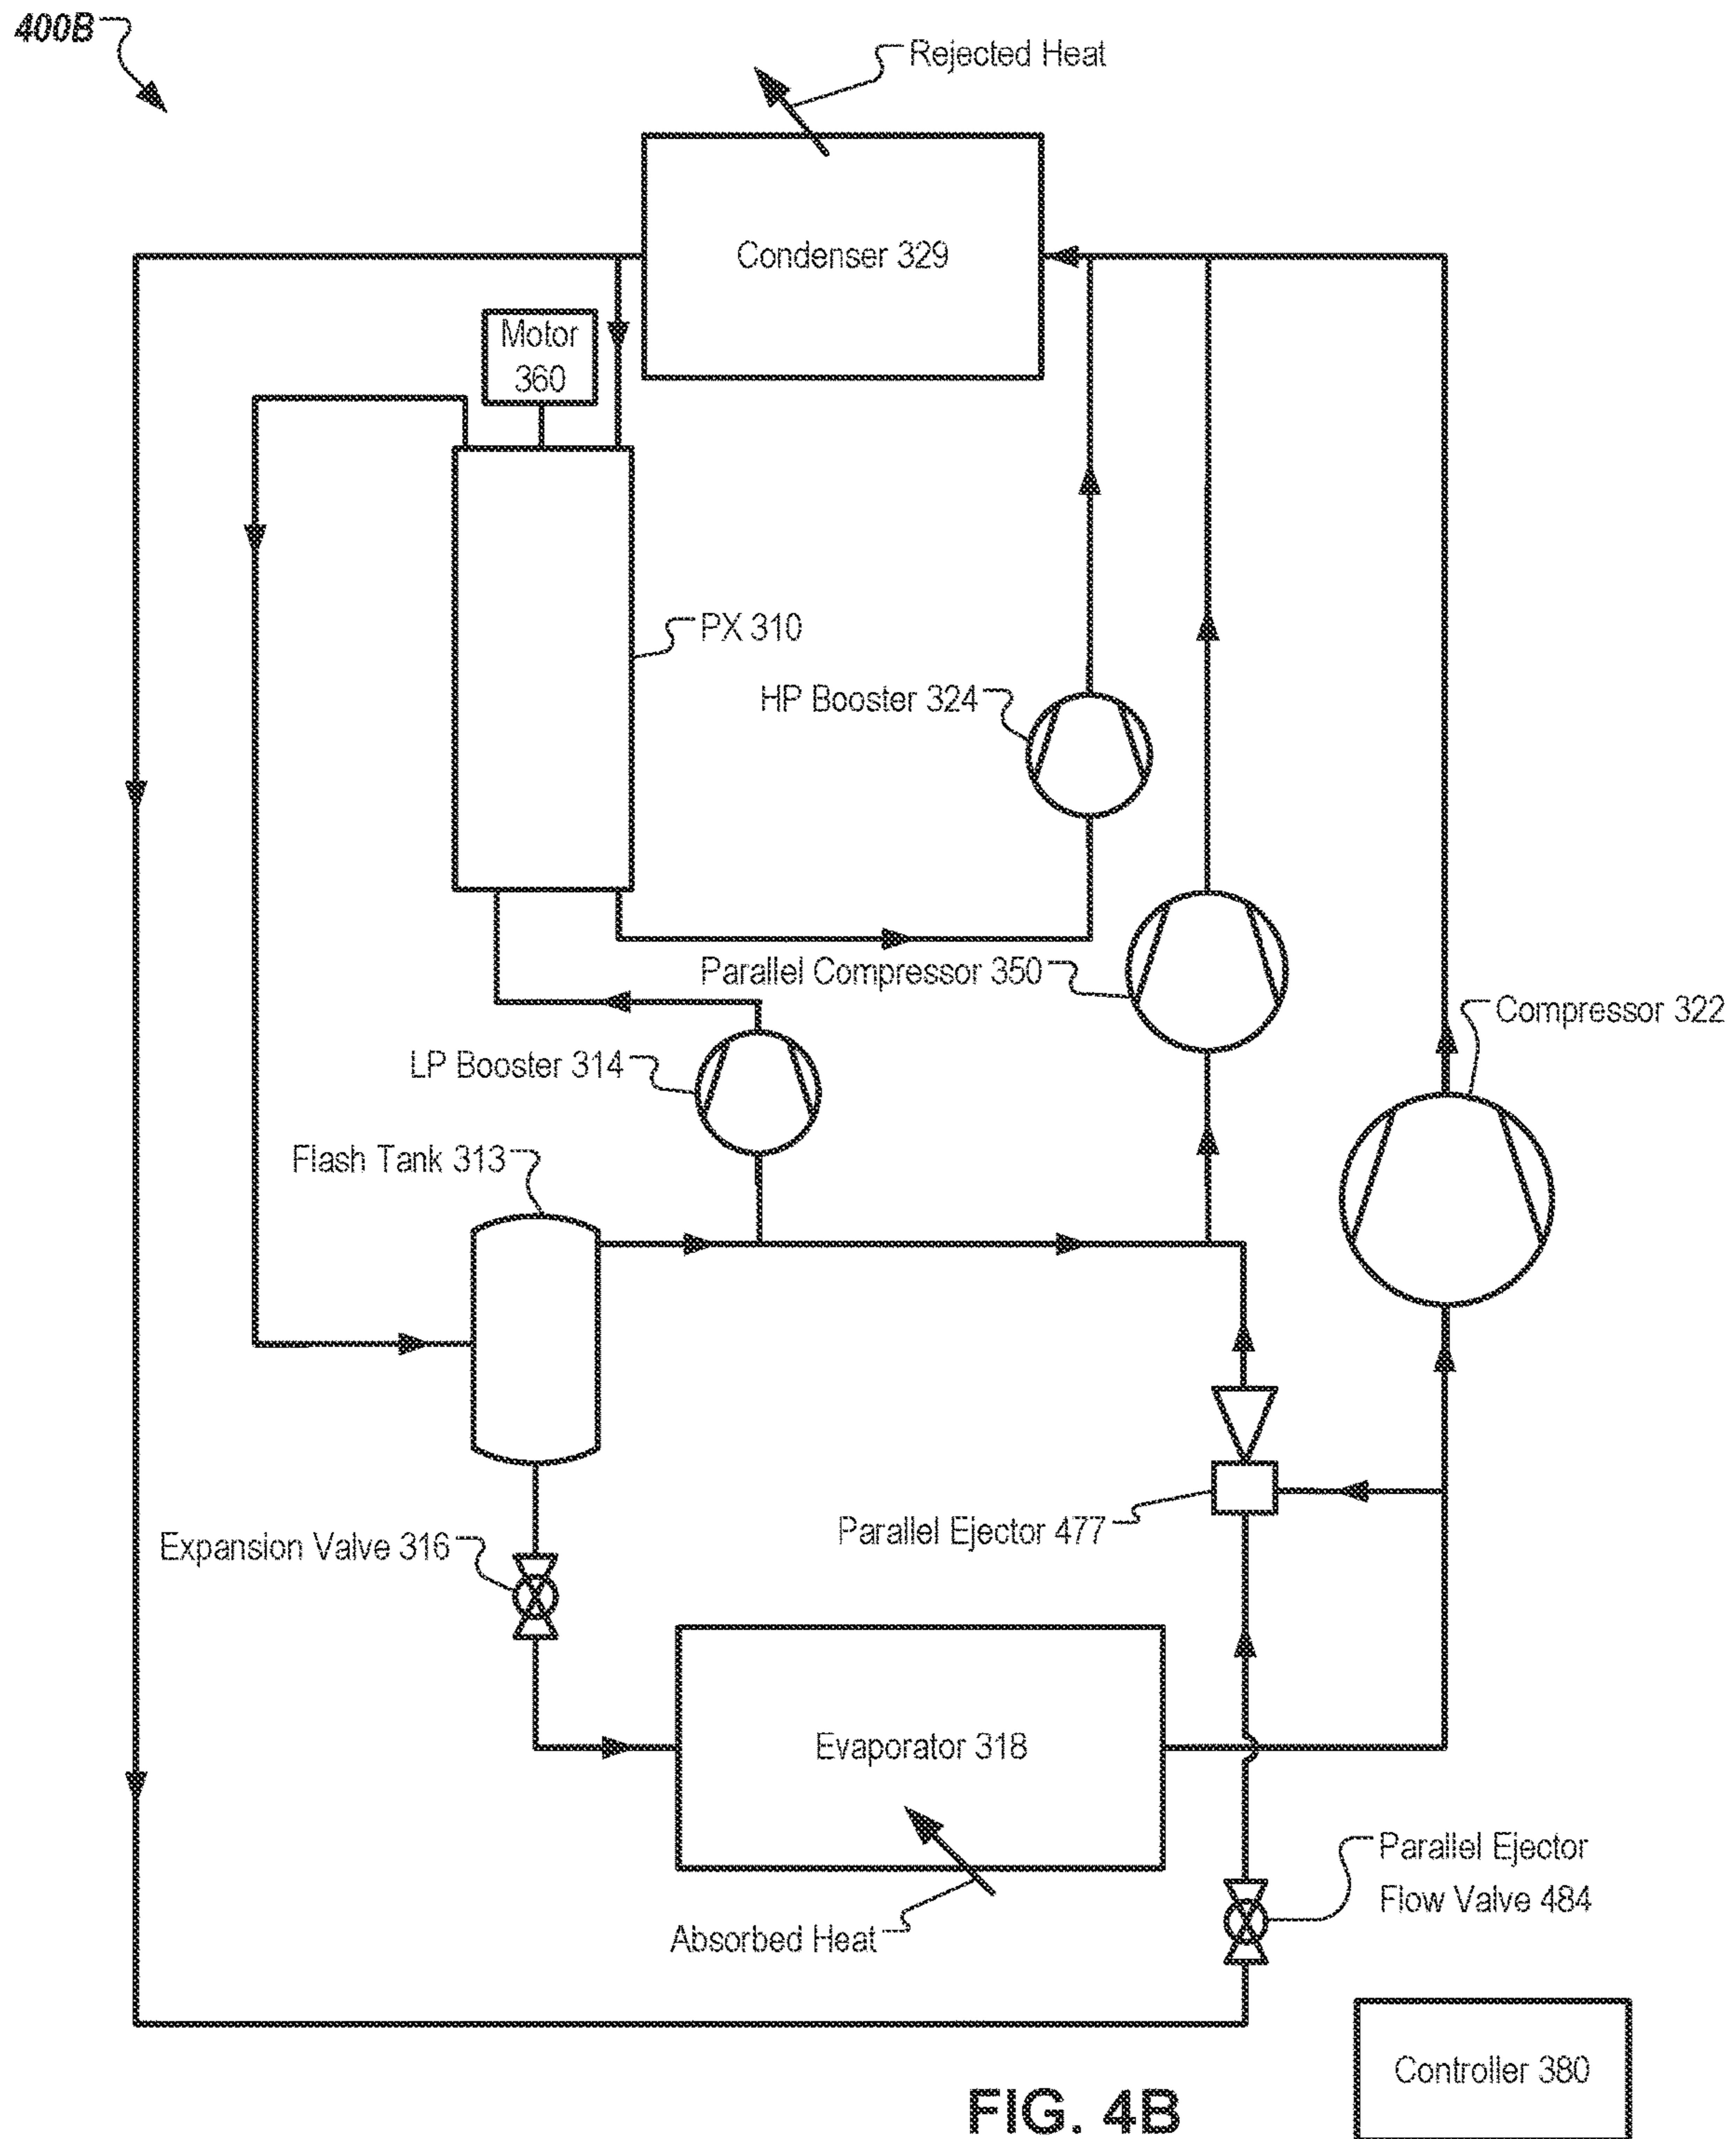 400B
Rejected Heat
Condenser 329
Motor
360
PX 310
HP Booster 324
Parallel Compressor 350
Compressor 322
LP Booster 314
Flash Tank 313
Parallel Ejector 477
Expansion Valve 316
Evaporator 318
Parallel Ejector
Flow Valve 484
Absorbed Heat
Controller 380
FIG. 4B